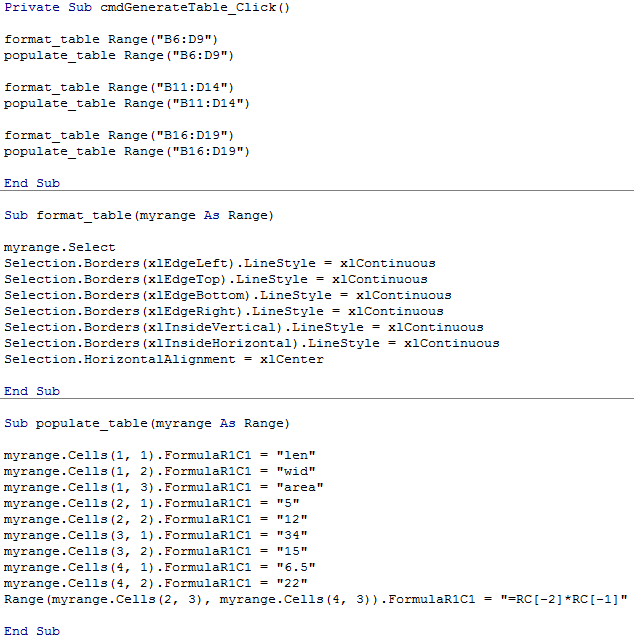 Private Sub cmdGenerateTable_Click()
format_table Range("B6:D9")
populate_table Range("B6:D9")
format_table Range("B11:D14")
populate_table Range("B11:D14")
format_table Range("B16:D19")
populate_table Range("B16:D19")
End Sub
Sub format_table(myrange As Range)
myrange.Select
Selection.Borders(xlEdgeLeft).LineStyle = xlContinuous
Selection.Borders(xlEdgeTop).LineStyle = xlContinuous
Selection.Borders(xlEdgeBottom).LineStyle = xlContinuous
Selection.Borders(xlEdgeRight).LineStyle = xlContinuous
Selection.Borders(xlInsideVertical).LineStyle = xlContinuous
Selection.Borders(xlInsideHorizontal).LineStyle = xlContinuous
Selection.HorizontalAlignment = xlCenter
End Sub
Sub populate_table(myrange As Range)
myrange.Cells(1, 1).FormulaR1C1 = "len"
myrange.Cells(1, 2).FormulaR1C1 = "wid"
myrange.Cells(1, 3).FormulaR1C1 = "area"
myrange.Cells(2, 1).FormulaR1C1 = "5"
myrange.Cells(2, 2).FormulaR1C1 = "12"
myrange.Cells(3, 1).FormulaR1C1 = "34"
myrange.Cells(3, 2).FormulaR1C1 = "15"
myrange.Cells(4, 1).FormulaR1C1 = "6.5"
myrange.Cells(4, 2).FormulaR1C1 = "22"
Range(myrange.Cells(2, 3), myrange.Cells(4, 3)).FormulaR1C1 = "=RC[-2]*RC[-1]"
End Sub